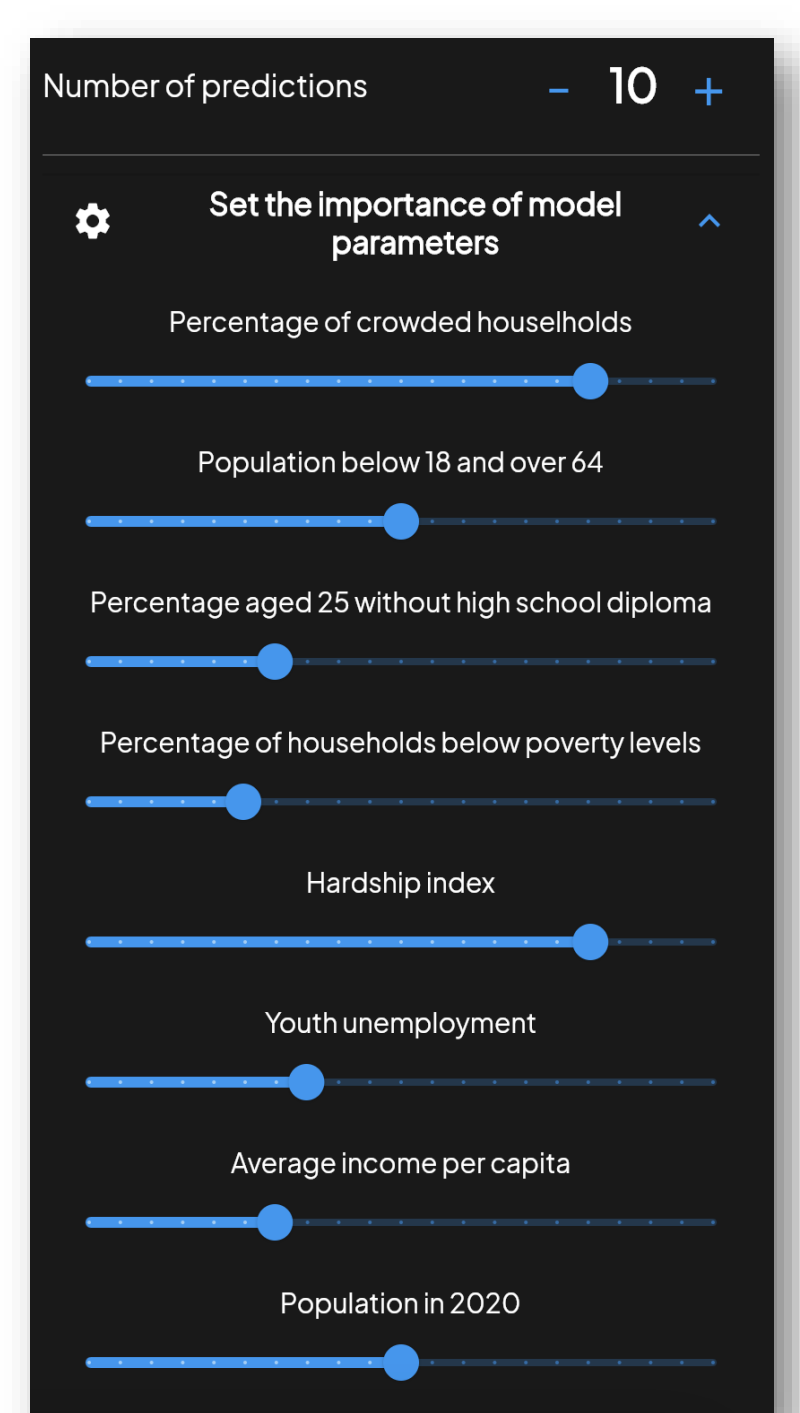 Number of predictions
− 10 +
Set the importance of model
parameters
Percentage of crowded houselholds
Population below 18 and over 64
Percentage aged 25 without high school diploma
Percentage of households below poverty levels
Hardship index
Youth unemployment
Average income per capita
Population in 2020